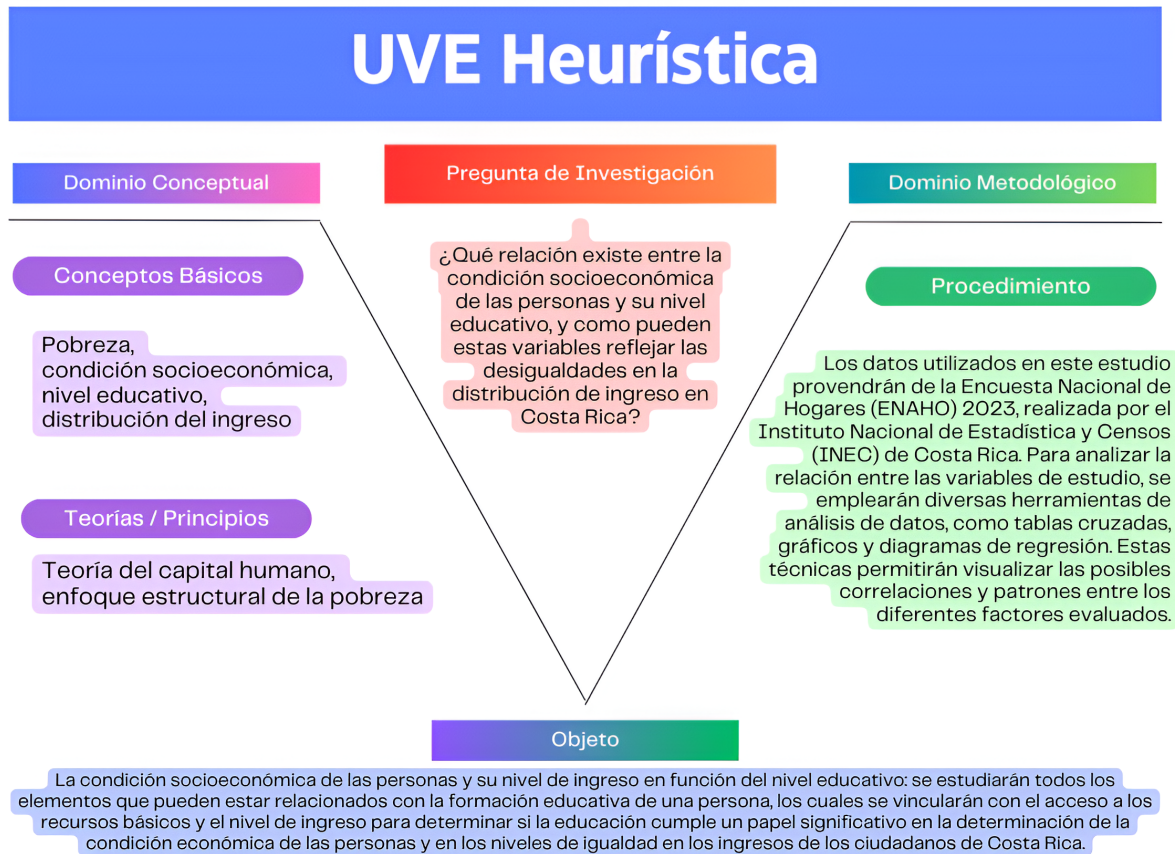 UVE Heurística
Dominio Conceptual
Pregunta de Investigación
Dominio Metodológico
¿Qué relación existe entre la
condición socioeconómica
de las personas y su nivel
educativo, y como pueden
estas variables reflejar las
desigualdades en la
distribución de ingreso en
Costa Rica?
Conceptos Básicos
Pobreza,
condición socioeconómica,
nivel educativo,
distribución del ingreso
Teorías / Principios
Teoría del capital humano,
enfoque estructural de la pobreza
Procedimiento
Los datos utilizados en este estudio
provendrán de la Encuesta Nacional de
Hogares (ENAHO) 2023, realizada por el
Instituto Nacional de Estadística y Censos
(INEC) de Costa Rica. Para analizar la
relación entre las variables de estudio, se
emplearán diversas herramientas de
análisis de datos, como tablas cruzadas,
gráficos y diagramas de regresión. Estas
técnicas permitirán visualizar las posibles
correlaciones y patrones entre los
diferentes factores evaluados.
Objeto
La condición socioeconómica de las personas y su nivel de ingreso en función del nivel educativo: se estudiarán todos los
elementos que pueden estar relacionados con la formación educativa de una persona, los cuales se vincularán con el acceso a los
recursos básicos y el nivel de ingreso para determinar si la educación cumple un papel significativo en la determinación de la
condición económica de las personas y en los niveles de igualdad en los ingresos de los ciudadanos de Costa Rica.